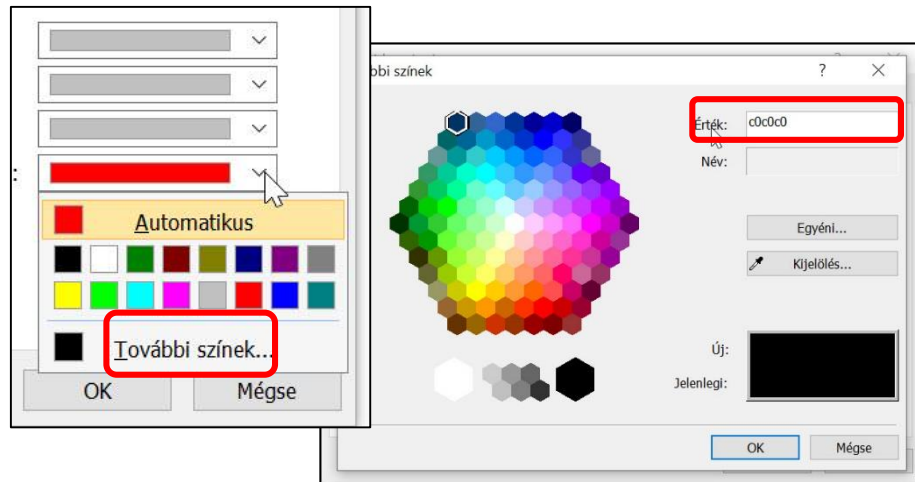 :
Automatikus
További színek...
OK Mégse
bbi színek ? ×
Érték: c0c0c0
Név:
Egyéni...
Kijelölés...
Új:
Jelenlegi:
OK Mégse